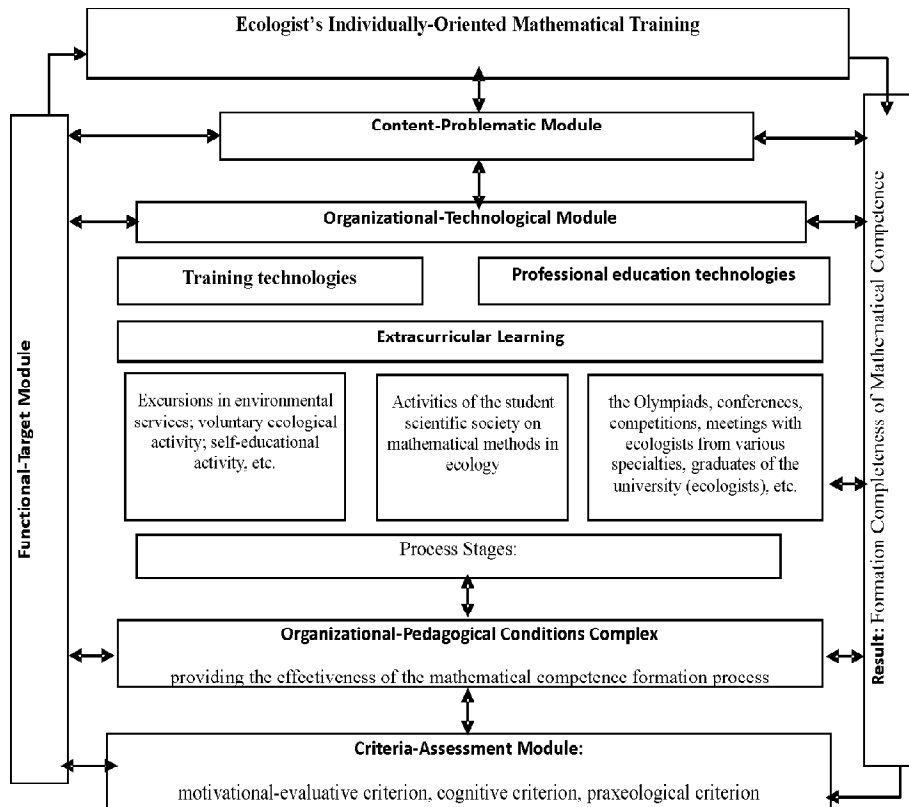 Ecologist's Individually-Oriented Mathematical Training
Content-Problematic Module
Organizational-Technological Module
Training technologies
Professional education technologies
Extracurricular Learning
Excursions in environmental
services; voluntary ecological
activity; self-educational
activity, etc.
Activities of the student
scientific society on
mathematical methods in
ecology
the Olympiads, conferences,
competitions, meetings with
ecologists from various
specialties, graduates of the
university (ecologists), etc.
Process Stages:
Organizational-Pedagogical Conditions Complex
providing the effectiveness of the mathematical competence formation process
Criteria-Assessment Module:
motivational-evaluative criterion, cognitive criterion, praxeological criterion
Functional-Target Module
Result: Formation Completeness of Mathematical Competence